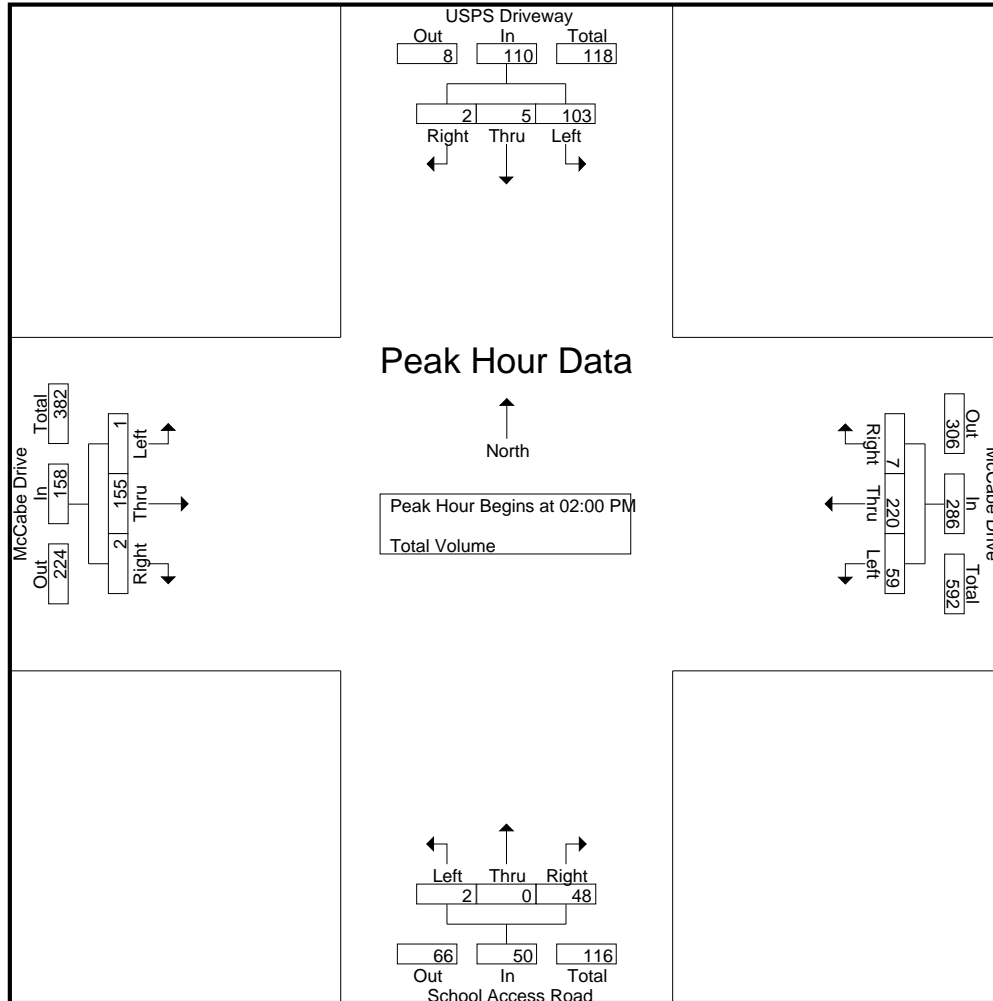 USPS Driveway
Out In Total
8 110 118
2 5 103
Right Thru Left
Peak Hour Data
North
Peak Hour Begins at 02:00 PM
Total Volume
McCabe Drive
Out In Total
224 158 382
Left Thru Right
1 155 2
McCabe Drive
Out In Total
306 286 592
Right Thru Left
7 220 59
Left Thru Right
2 0 48
66 50 116
Out In Total
School Access Road